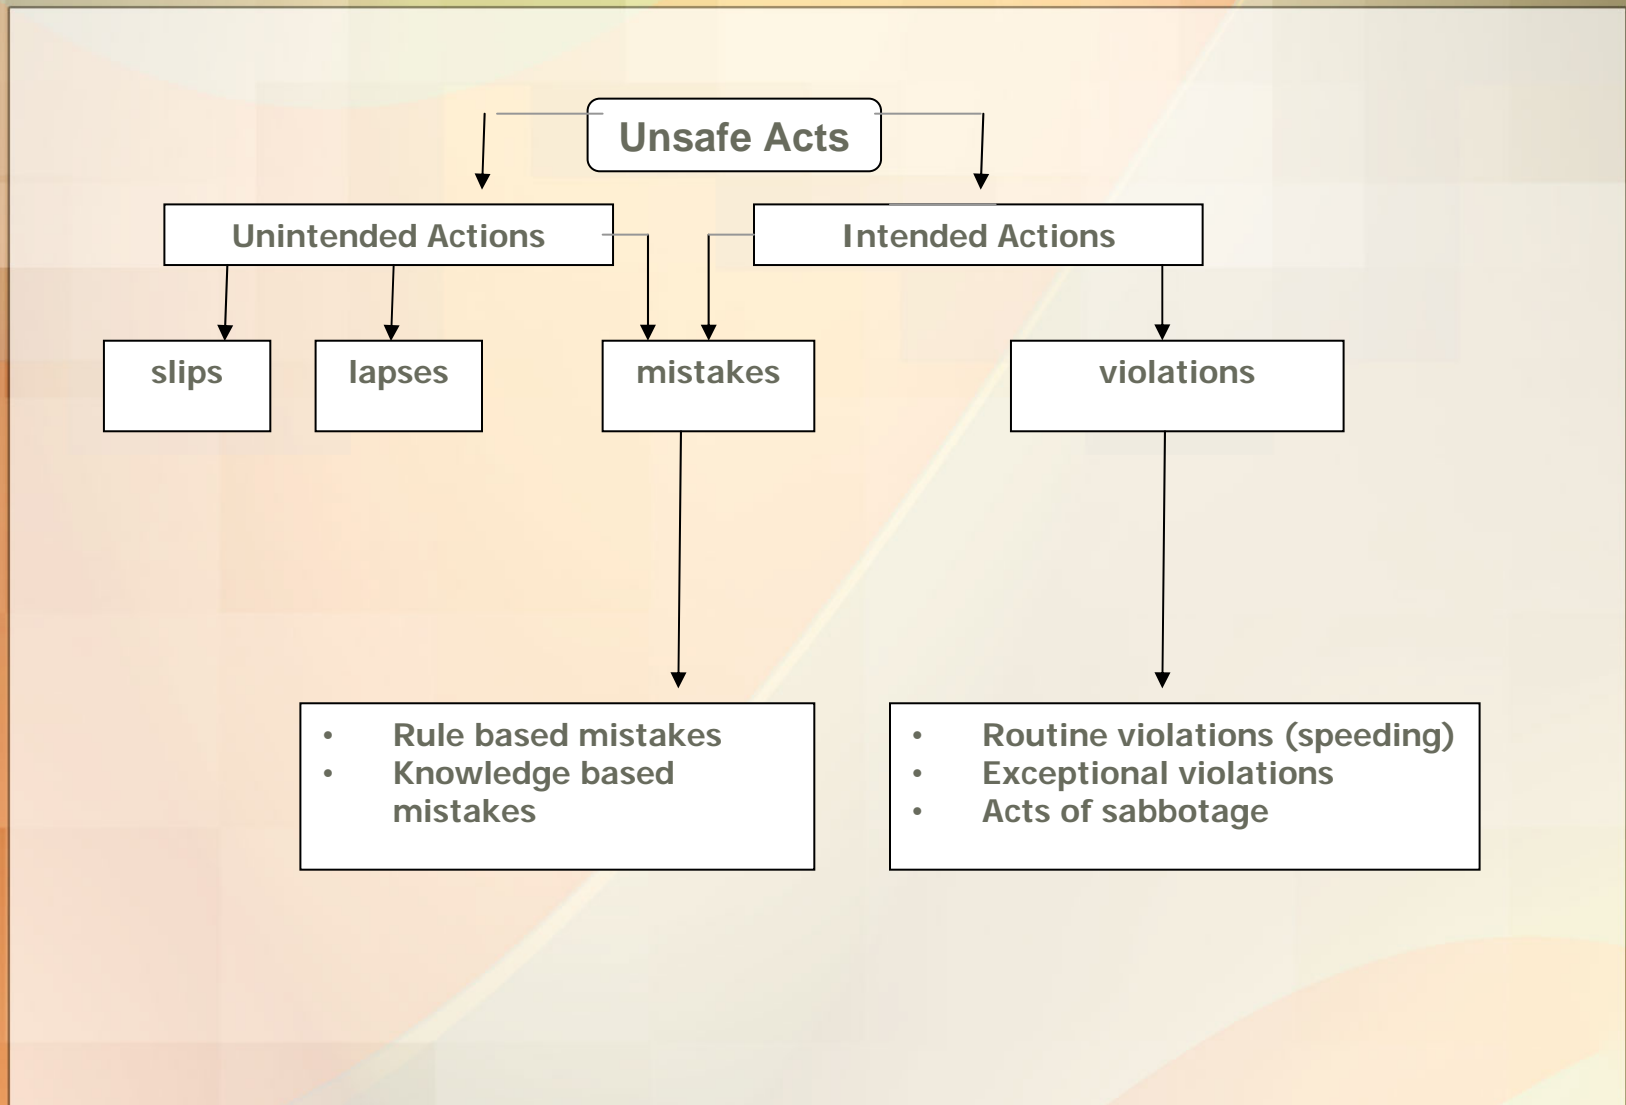 Unsafe Acts
Unintended Actions
Intended Actions
slips
lapses
mistakes
violations
• Rule based mistakes
• Knowledge based
mistakes
• Routine violations (speeding)
• Exceptional violations
• Acts of sabbotage